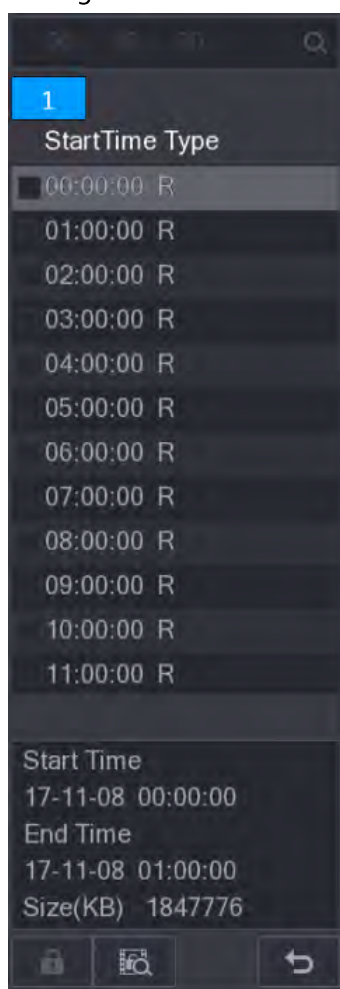 1
StartTime Type
00:00:00 R
01:00:00 R
02:00:00 R
03:00:00 R
04:00:00 R
05:00:00 R
06:00:00 R
07:00:00 R
08:00:00 R
09:00:00 R
10:00:00 R
11:00:00 R
Start Time
17-11-08 00:00:00
End Time
17-11-08 01:00:00
Size(KB) 1847776